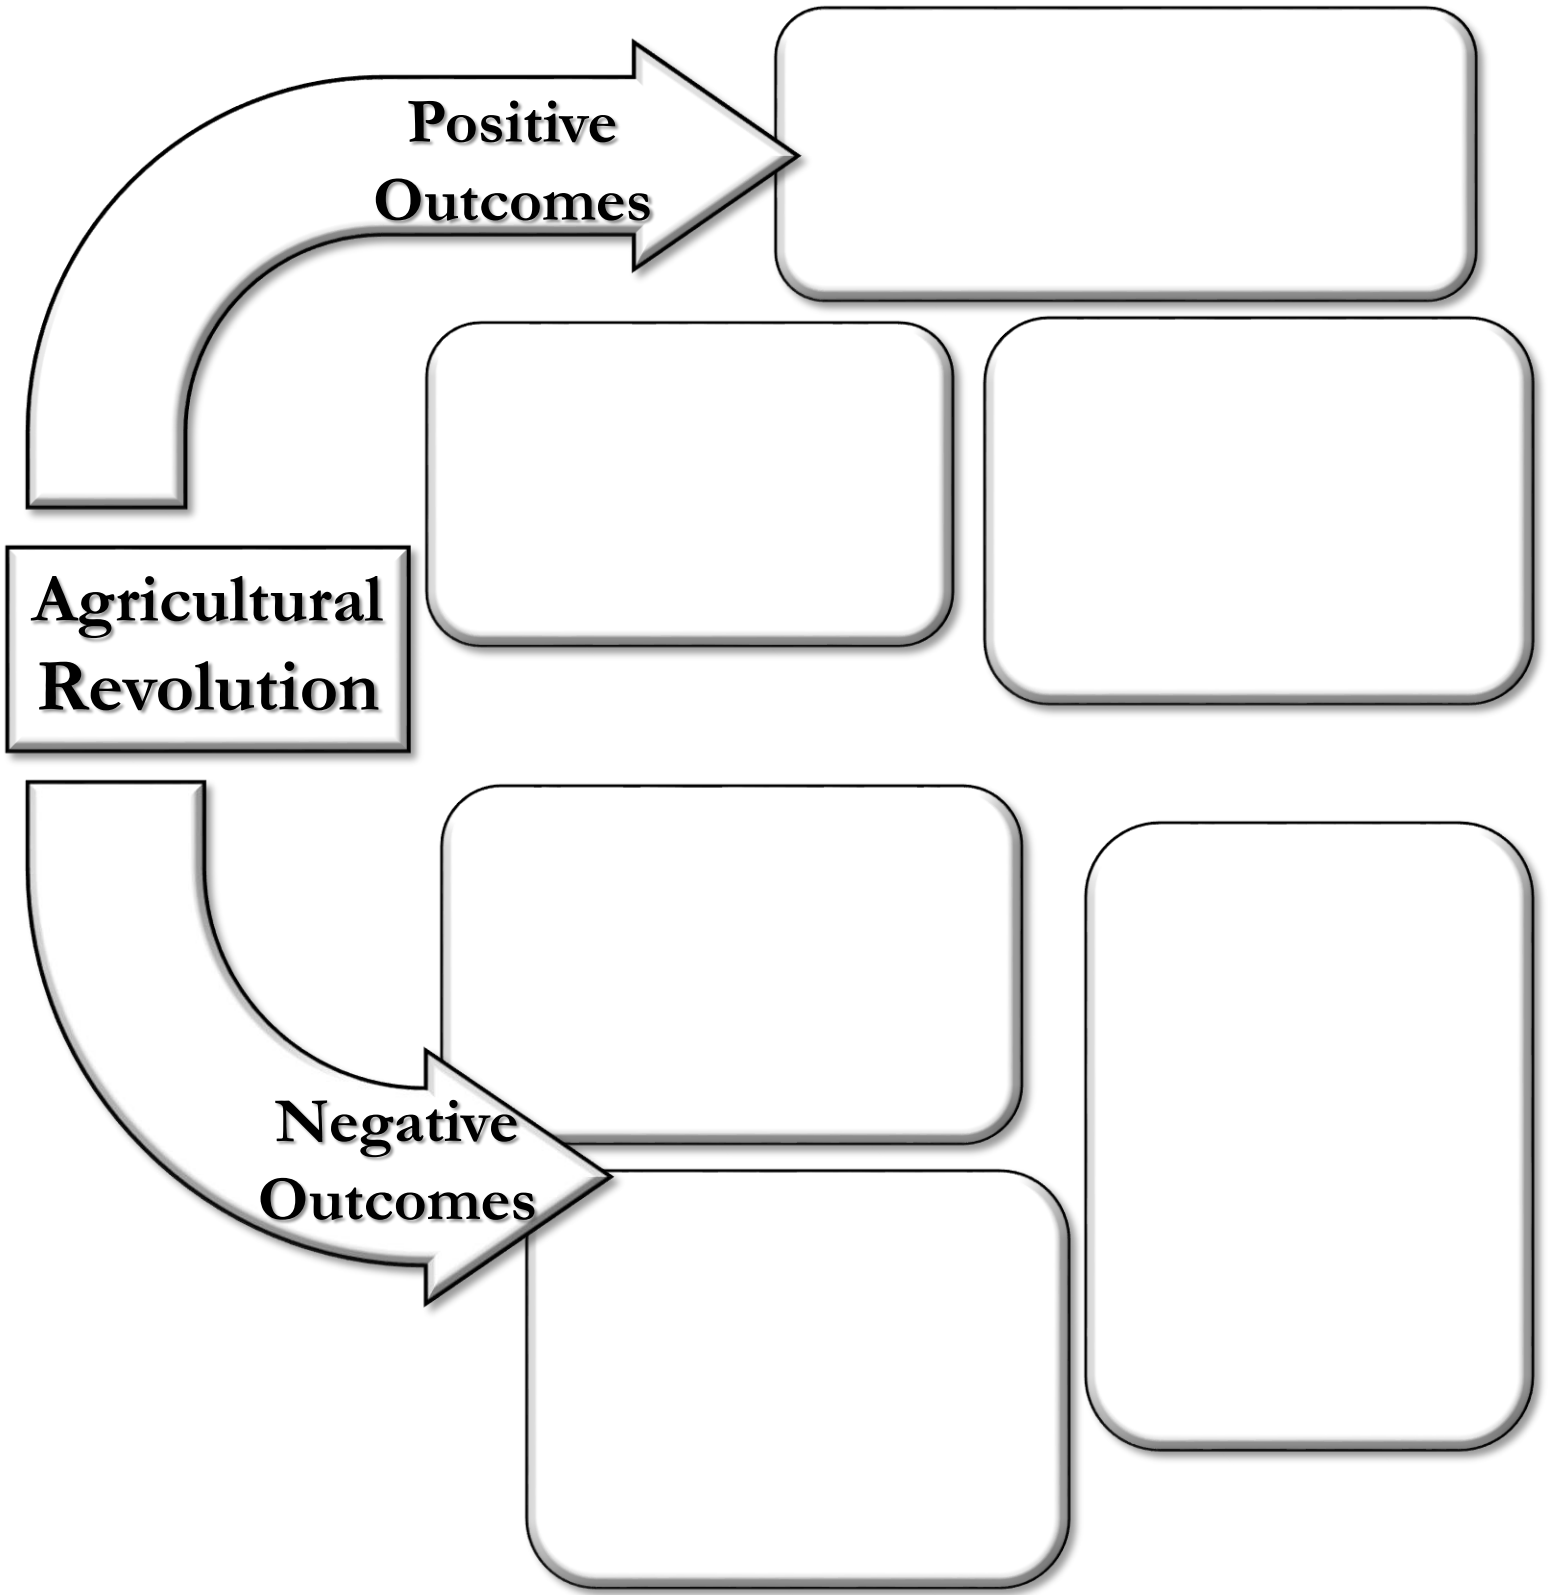 Positive
Outcomes
Agricultural
Revolution
Negative
Outcomes